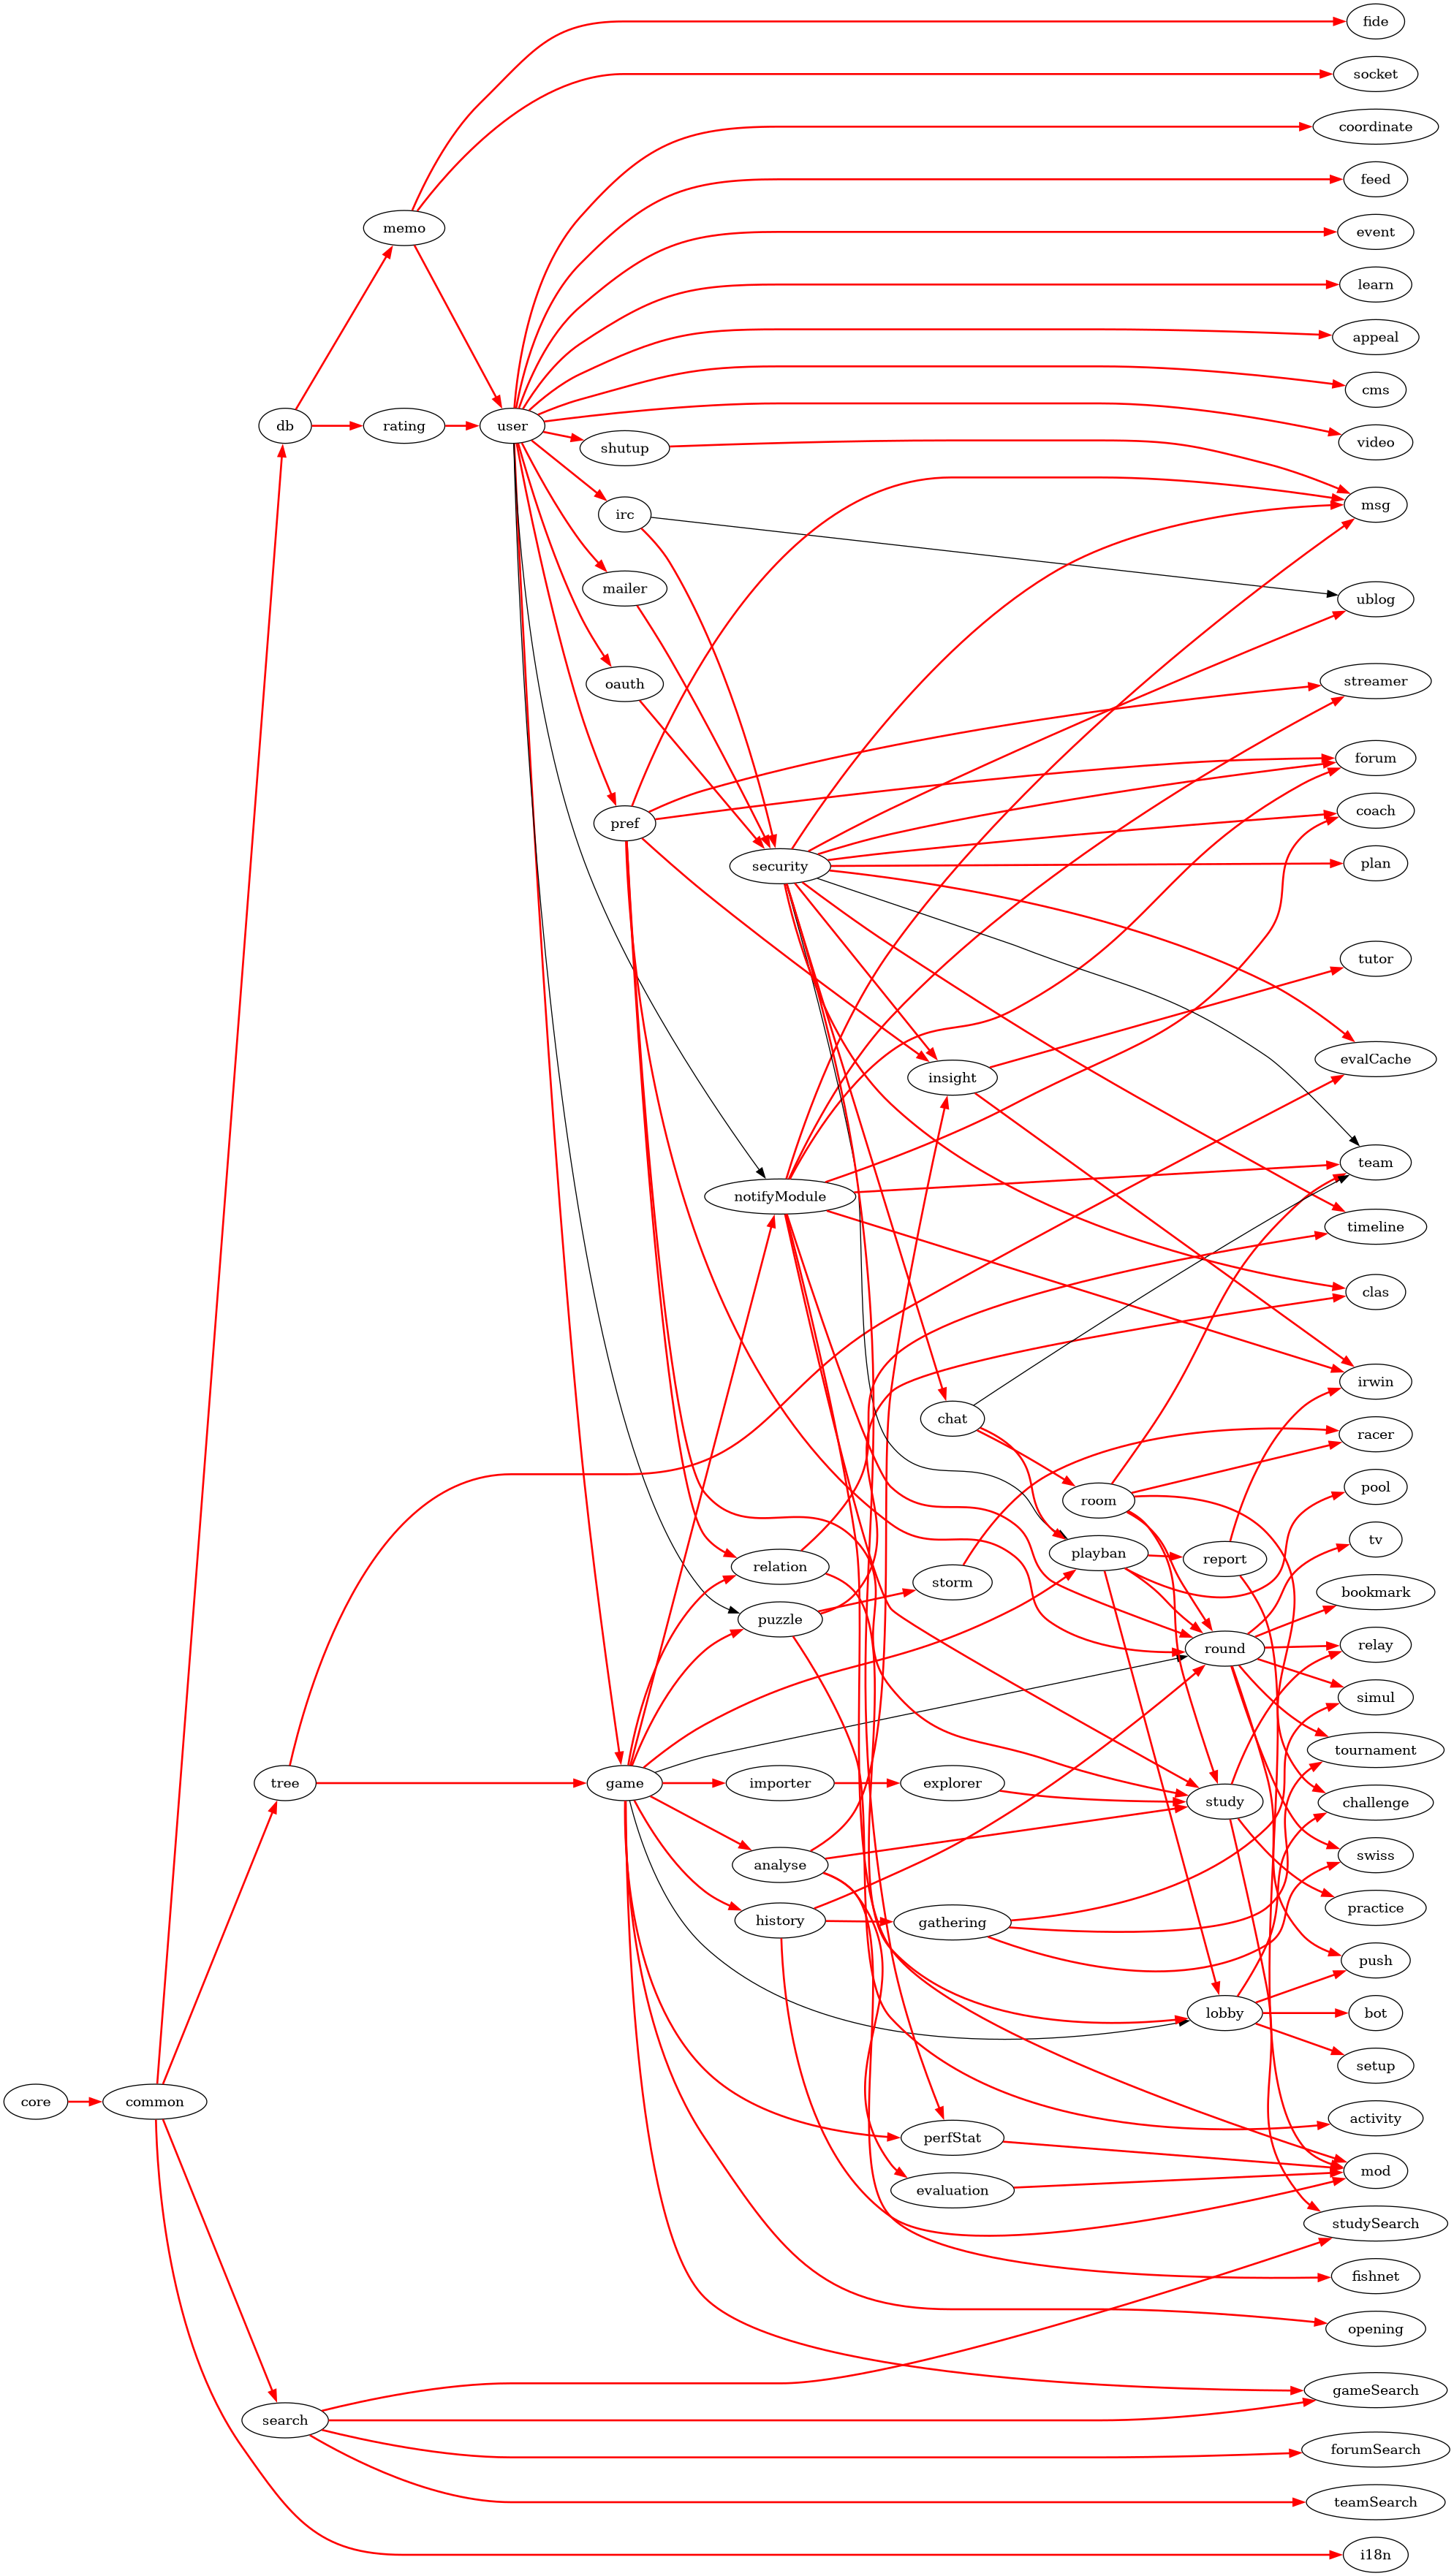 fide
socket
coordinate
feed
memo
event
learn
appeal
cms
db
rating
user
video
shutup
msg
irc
mailer
ublog
oauth
streamer
forum
coach
pref
plan
security
tutor
evalCache
insight
team
notifyModule
timeline
clas
irwin
chat
racer
pool
room
tv
playban
report
relation
storm
bookmark
puzzle
relay
round
simul
tournament
tree
game
importer
explorer
study
challenge
swiss
analyse
practice
history
gathering
push
lobby
bot
setup
core
common
activity
perfStat
mod
evaluation
studySearch
fishnet
opening
gameSearch
search
forumSearch
teamSearch
i18n